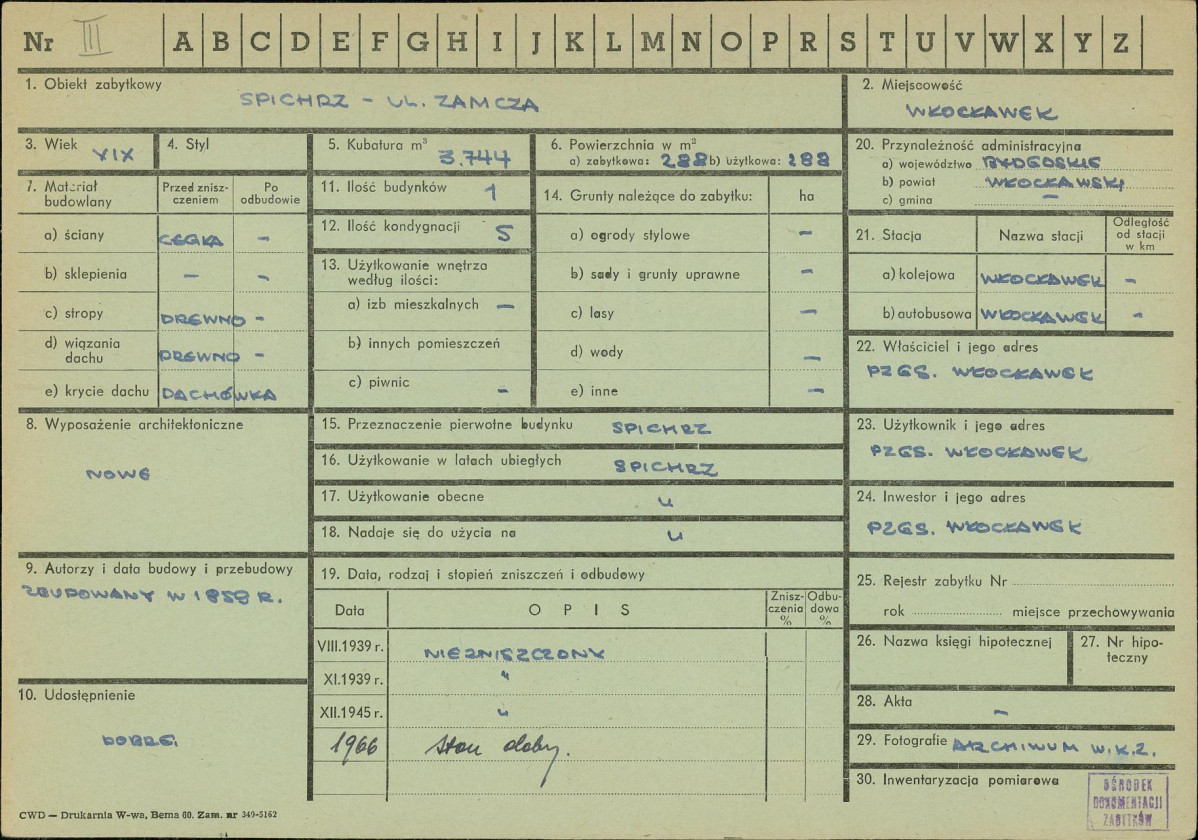 Nr III A B C D E F G H I J K L M N O P R S T U V W X Y Z
1. Obiekt zabytkowy
SPICHRZ - UL. ZAMCZA
2. Miejscowość
WŁOCŁAWEK
3. Wiek XIX
4. Styl
5. Kubatura m³ 3.744
6. Powierzchnia w m²
a) zabytkowa: 288 b) użytkowa: 288
7. Materiał budowlany
Przed zniszczeniem
Po odbudowie
a) ściany CEGŁA -
b) sklepienia - -
c) stropy DREWNO -
d) wiązania dachu DREWNO -
e) krycie dachu DACHÓWKA
11. Ilość budynków 1
12. Ilość kondygnacji 5
13. Użytkowanie wnętrza
według ilości:
a) izb mieszkalnych -
b) innych pomieszczeń
c) piwnic -
14. Grunty należące do zabytku: ha
a) ogrody stylowe -
b) sady i grunty uprawne -
c) lasy -
d) wody -
e) inne -
20. Przynależność administracyjna
a) województwo BYDGOSKIE
b) powiat WŁOCŁAWSKI
c) gmina -
21. Stacja
Nazwa stacji
Odległość
od stacji
w km
a) kolejowa WŁOCŁAWEK -
b) autobusowa WŁOCŁAWEK -
22. Właściciel i jego adres
PZGS. WŁOCŁAWEK
8. Wyposażenie architektoniczne
NOWE
15. Przeznaczenie pierwotne budynku SPICHRZ
16. Użytkowanie w latach ubiegłych SPICHRZ
17. Użytkowanie obecne "
18. Nadaje się do użycia na "
23. Użytkownik i jego adres
PZGS. WŁOCŁAWEK
24. Inwestor i jego adres
PZGS. WŁOCŁAWEK
9. Autorzy i data budowy i przebudowy
ZBUDOWANY W 1858 R.
10. Udostępnienie
DOBRE.
19. Data, rodzaj i stopień zniszczeń i odbudowy
Data
OPIS
Zniszczenia %
Odbudowa %
VIII.1939 r. NIEZNISZCZONY
XI.1939 r. "
XII.1945 r. "
1966 Stan dobry.
25. Rejestr zabytku Nr
rok miejsce przechowywania
26. Nazwa księgi hipotecznej
27. Nr hipoteczny
28. Akta -
29. Fotografie ARCHIWUM W.K.Z.
30. Inwentaryzacja pomiarowa
OŚRODEK
DOKUMENTACJI
ZABYTKÓW
CWD — Drukarnia W-wa, Bema 60. Zam. nr 349-5162